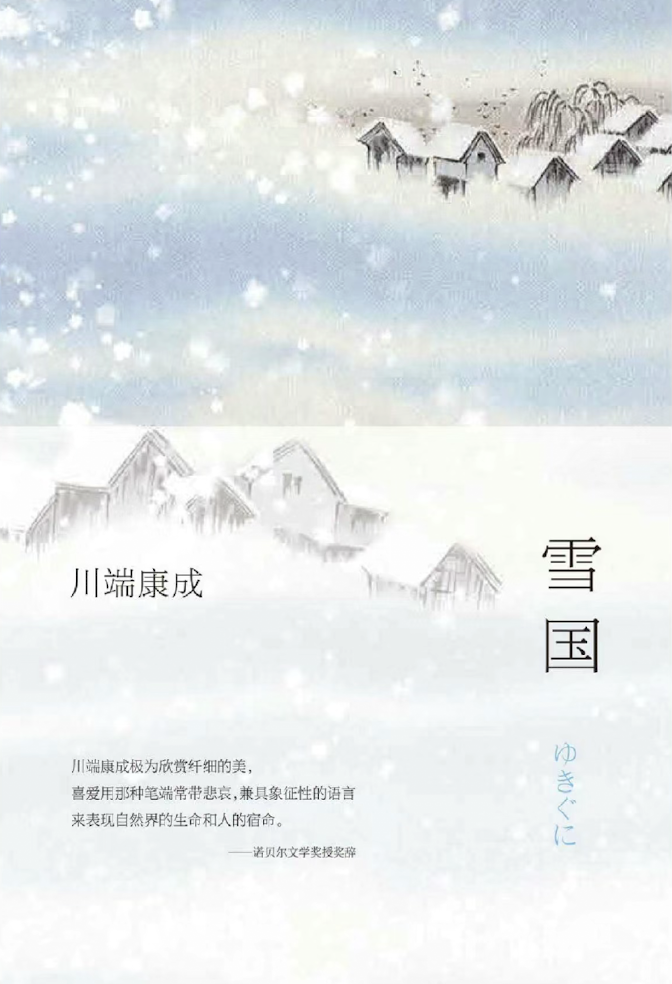 雪国
ゆきぐに
川端康成
川端康成极为欣赏纤细的美，
喜爱用那种笔端常带悲哀，兼具象征性的语言
来表现自然界的生命和人的宿命。
——诺贝尔文学奖授奖辞